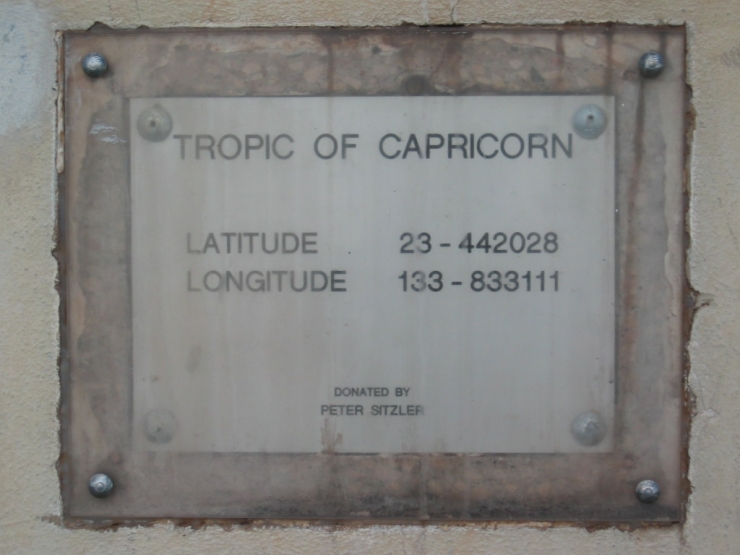 TROPIC OF CAPRICORN
LATITUDE 23-442028
LONGITUDE 133-833111
DONATED BY
PETER SITZLER